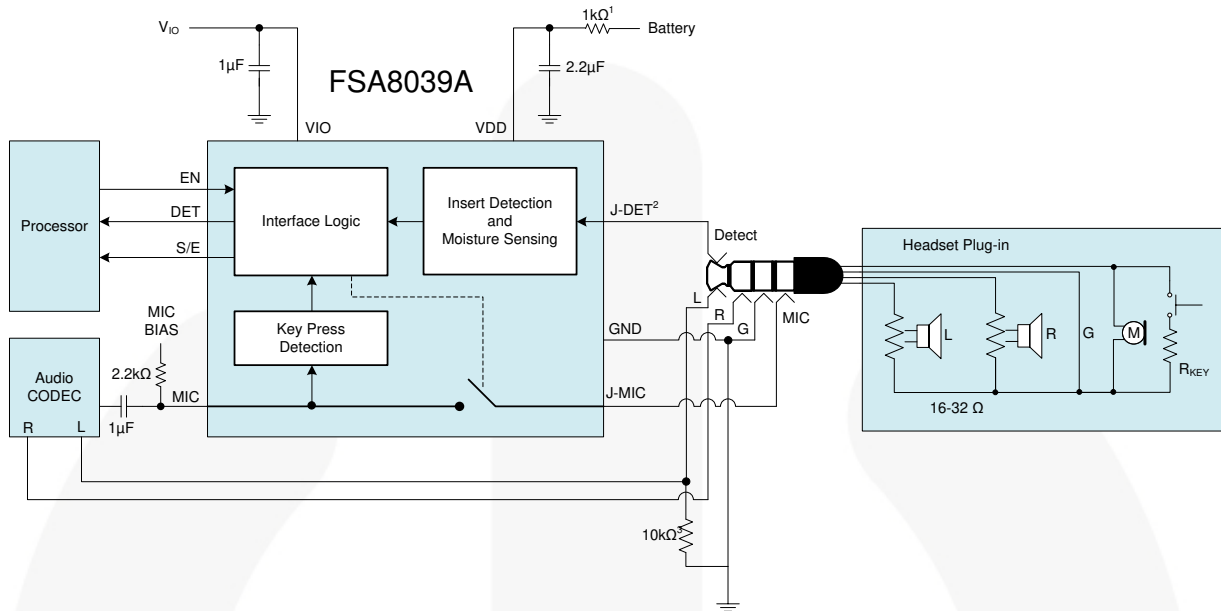 V_IO
1kΩ¹
Battery
1µF
2.2µF
FSA8039A
VIO
VDD
Processor
EN
DET
S/E
Interface Logic
Insert Detection
and
Moisture Sensing
J-DET²
Detect
Headset Plug-in
L
R
G
MIC
L
R
G
M
R_KEY
16-32 Ω
MIC
BIAS
Key Press
Detection
GND
2.2kΩ
Audio
CODEC
MIC
J-MIC
1µF
R
L
10kΩ³